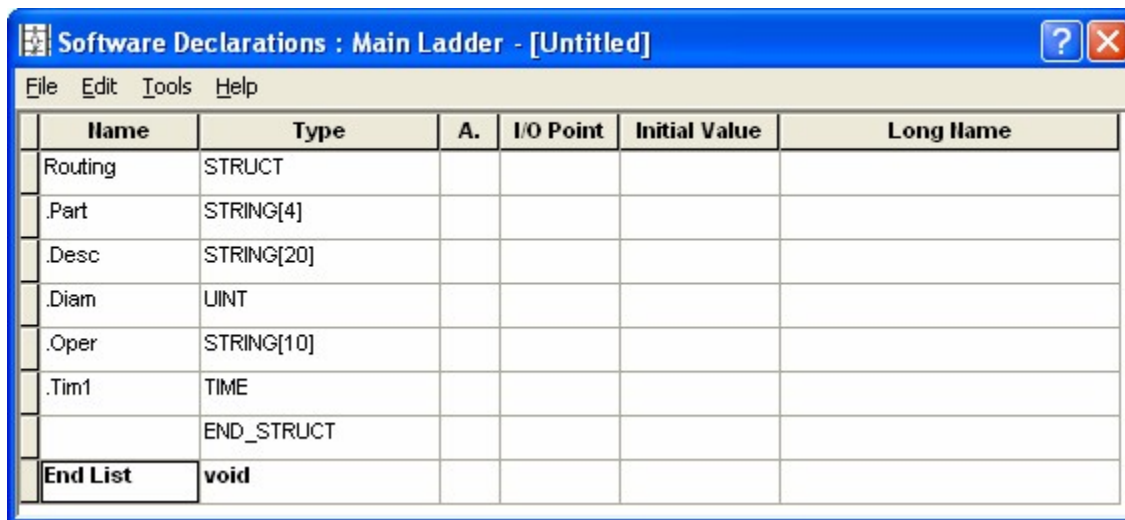 Software Declarations : Main Ladder - [Untitled] ?
File Edit Tools Help
Name Type A. I/O Point Initial Value Long Name
Routing STRUCT
.Part STRING[4]
.Desc STRING[20]
.Diam UINT
.Oper STRING[10]
.Tim1 TIME
END_STRUCT
End List void